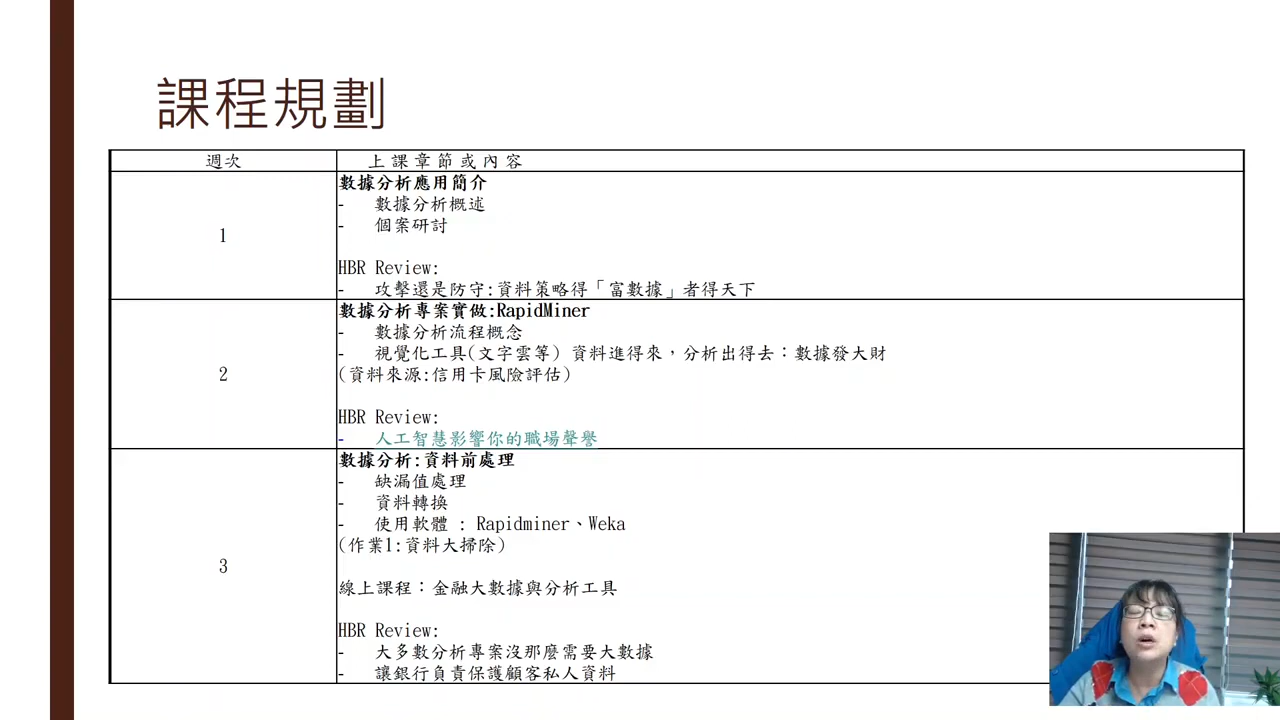 課程規劃
週次 上課章節或內容
1
數據分析應用簡介
- 數據分析概述
- 個案研討
HBR Review:
- 攻擊還是防守:資料策略得「富數據」者得天下
2
數據分析專案實做:RapidMiner
- 數據分析流程概念
- 視覺化工具(文字雲等) 資料進得來，分析出得去：數據發大財
(資料來源:信用卡風險評估)
HBR Review:
- 人工智慧影響你的職場聲譽
3
數據分析:資料前處理
- 缺漏值處理
- 資料轉換
- 使用軟體 : Rapidminer、Weka
(作業1:資料大掃除)
線上課程：金融大數據與分析工具
HBR Review:
- 大多數分析專案沒那麼需要大數據
- 讓銀行負責保護顧客私人資料